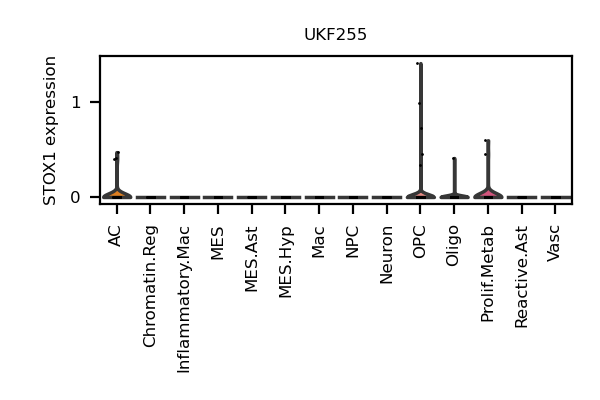 UKF255
STOX1 expression
1
0
AC
Chromatin.Reg
Inflammatory.Mac
MES
MES.Ast
MES.Hyp
Mac
NPC
Neuron
OPC
Oligo
Prolif.Metab
Reactive.Ast
Vasc